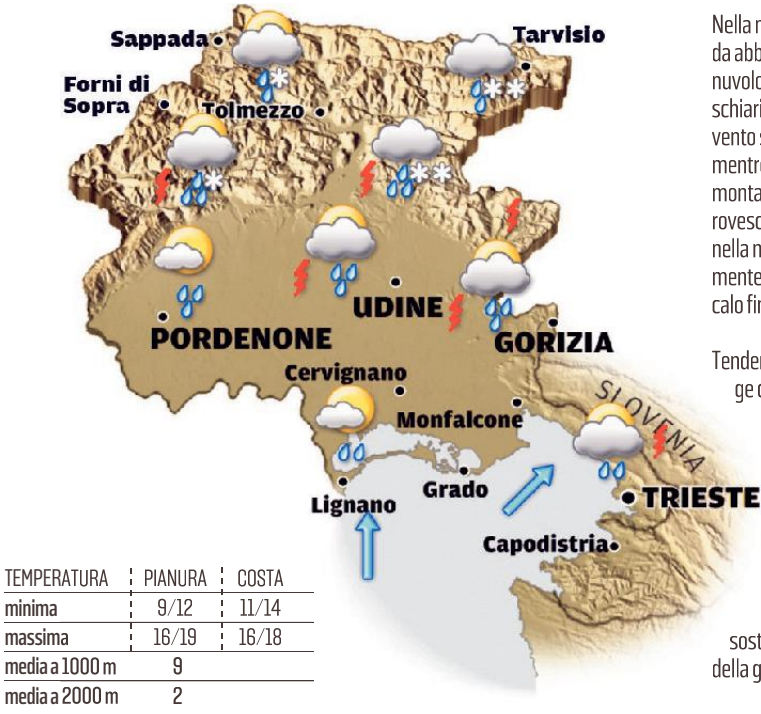 Sappada
Tarvisio
Forni di
Sopra
Tolmezzo
UDINE
PORDENONE
GORIZIA
Cervignano
Monfalcone
SLOVENIA
Lignano
Grado
TRIESTE
Capodistria
TEMPERATURA PIANURA COSTA
minima 9/12 11/14
massima 16/19 16/18
media a 1000 m 9
media a 2000 m 2
Nella
da abb
nuvolo
schiari
vento
mentre
monta
rovesc
nella
mente
calo fin
Tender
ge
sost
della g